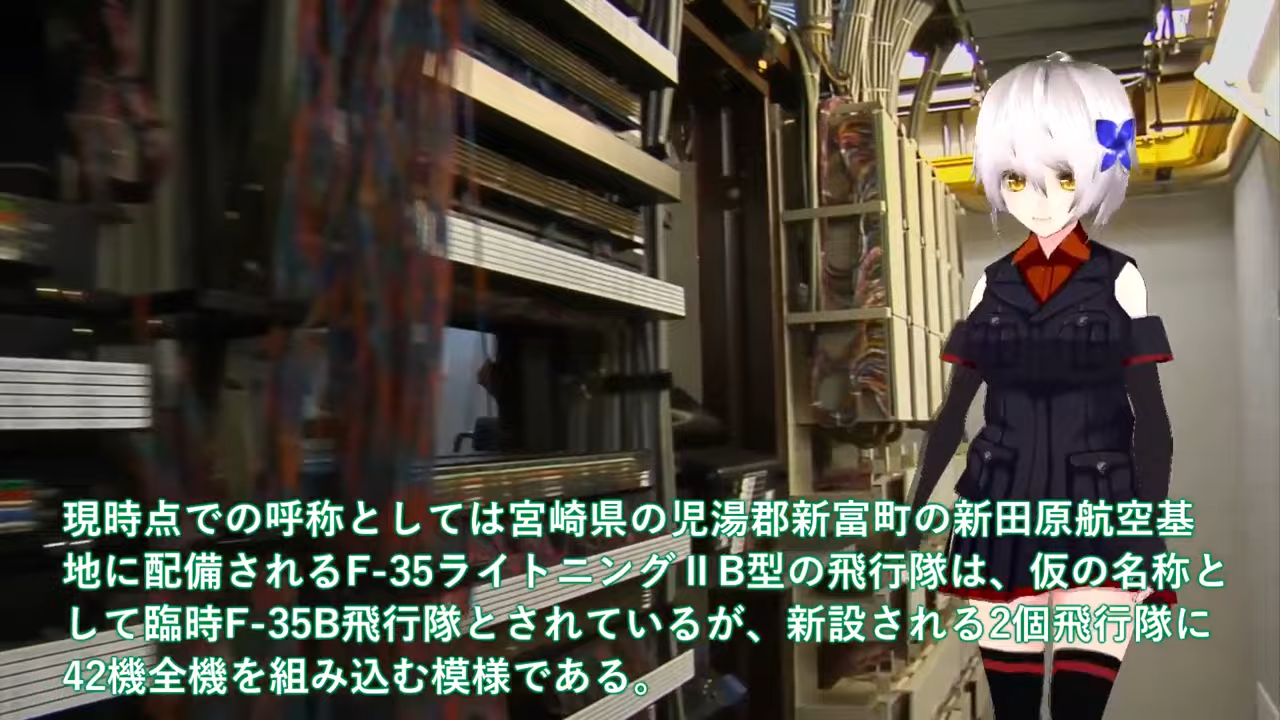 現時点での呼称としては宮崎県の児湯郡新富町の新田原航空基
地に配備されるF-35ライトニングⅡB型の飛行隊は、仮の名称と
して臨時F-35B飛行隊とされているが、新設される2個飛行隊に
42機全機を組み込む模様である。